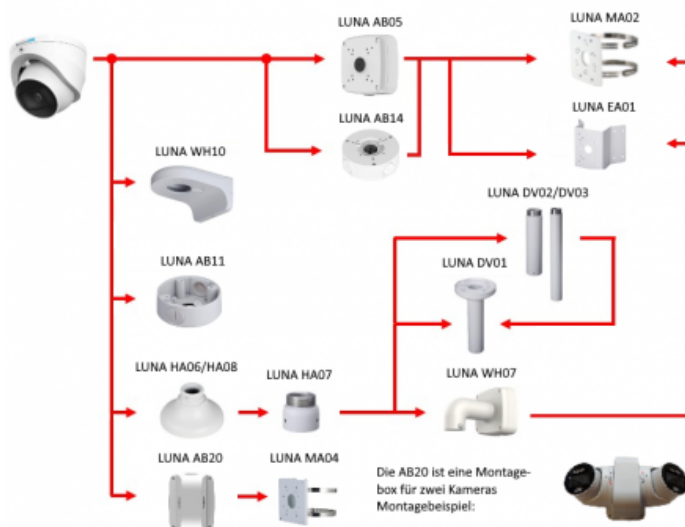 LUNA AB05
LUNA MA02
LUNA AB14
LUNA EA01
LUNA WH10
LUNA DV02/DV03
LUNA AB11
LUNA DV01
LUNA HA06/HA08
LUNA HA07
LUNA WH07
LUNA AB20
LUNA MA04
Die AB20 ist eine Montage-
box für zwei Kameras
Montagebeispiel: